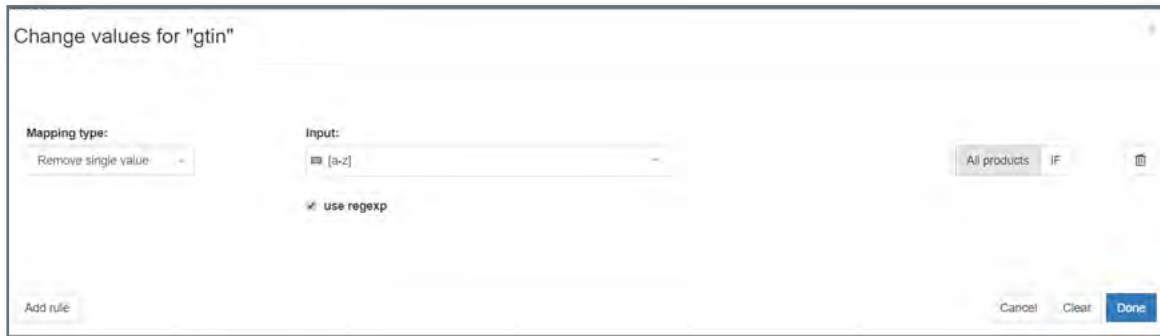 Change values for "gtin"
Mapping type:
Input:
Remove single value
[a-z]
All products
IF
use regexp
Add rule
Cancel
Clear
Done